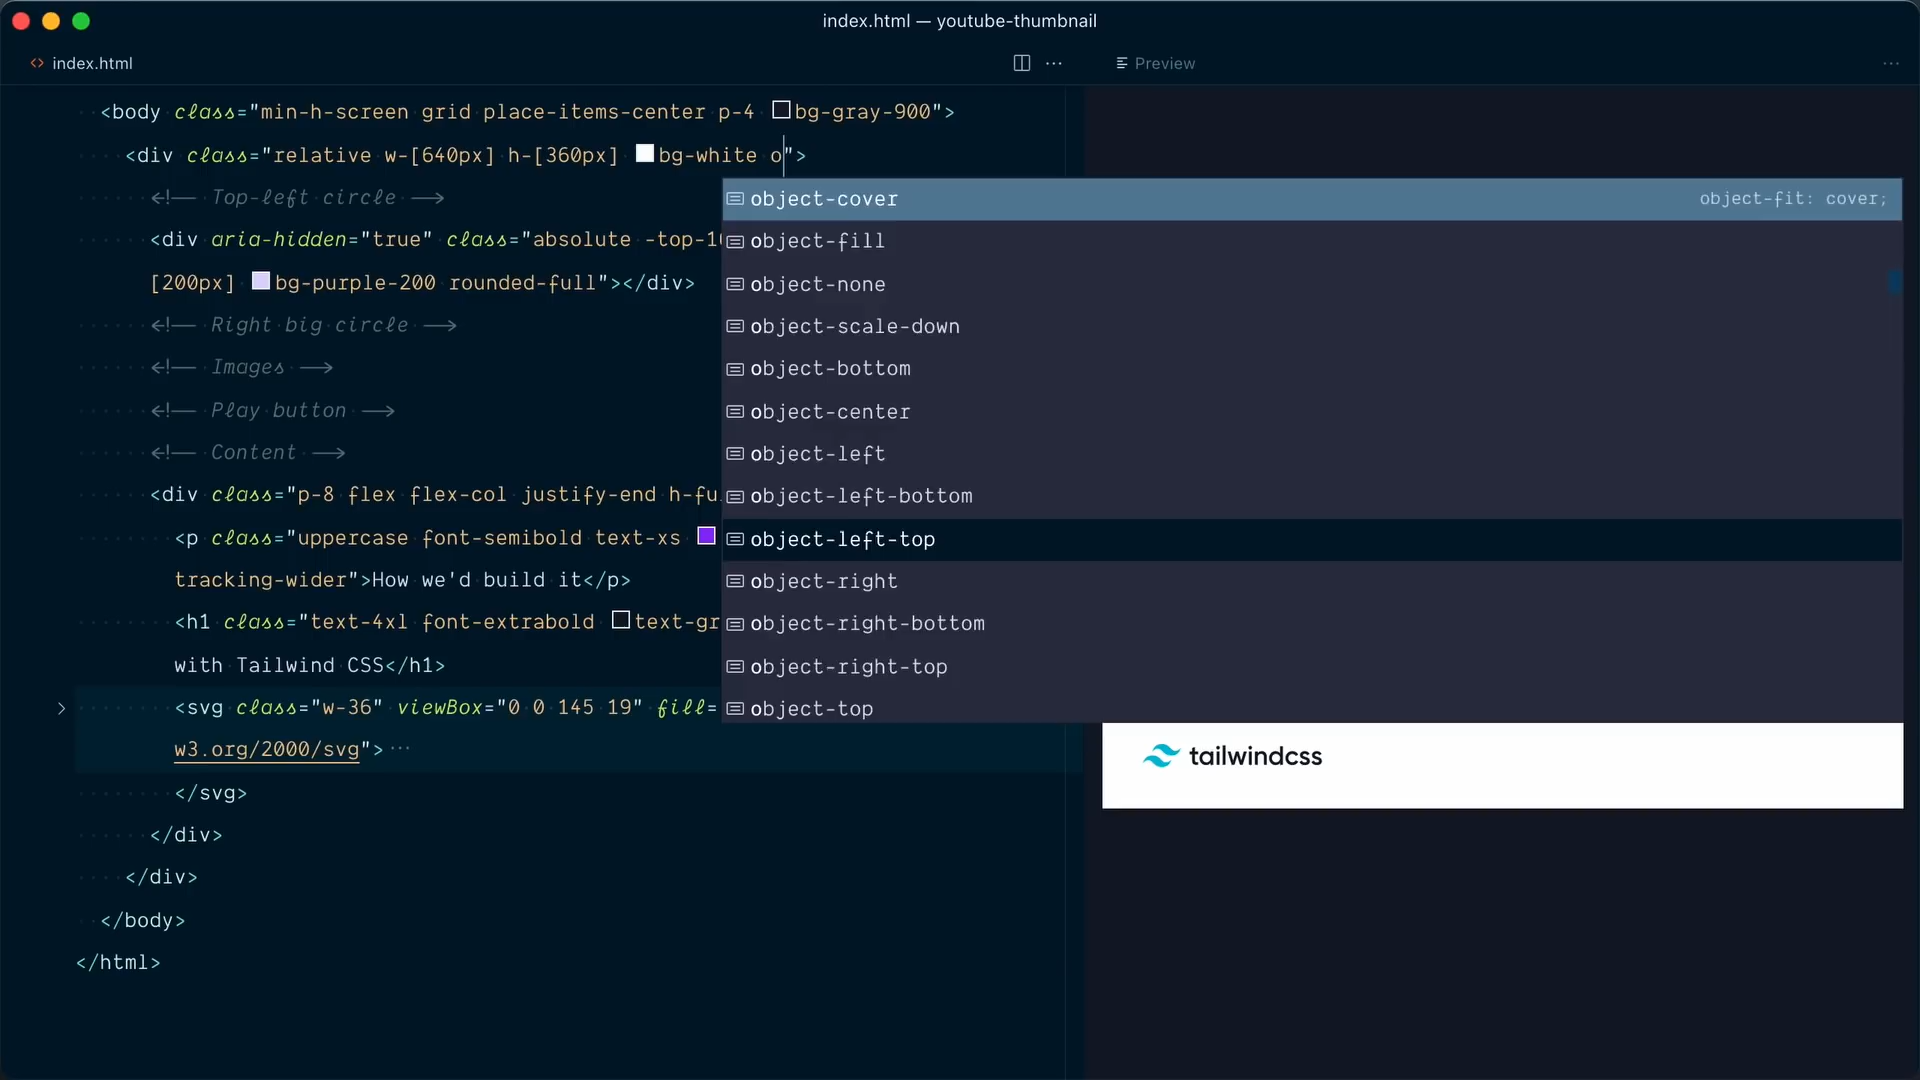 index.html — youtube-thumbnail
index.html
Preview
<body class="min-h-screen grid place-items-center p-4 bg-gray-900">
<div class="relative w-[640px] h-[360px] bg-white o">
<!-- Top-left circle -->
<div aria-hidden="true" class="absolute -top-10
[200px] bg-purple-200 rounded-full"></div>
<!-- Right big circle -->
<!-- Images -->
<!-- Play button -->
<!-- Content -->
<div class="p-8 flex flex-col justify-end h-fu
<p class="uppercase font-semibold text-xs
tracking-wider">How we'd build it</p>
<h1 class="text-4xl font-extrabold text-gr
with Tailwind CSS</h1>
<svg class="w-36" viewBox="0 0 145 19" fill=
w3.org/2000/svg">...
</svg>
</div>
</div>
</body>
</html>
object-cover object-fit: cover;
object-fill
object-none
object-scale-down
object-bottom
object-center
object-left
object-left-bottom
object-left-top
object-right
object-right-bottom
object-right-top
object-top
tailwindcss